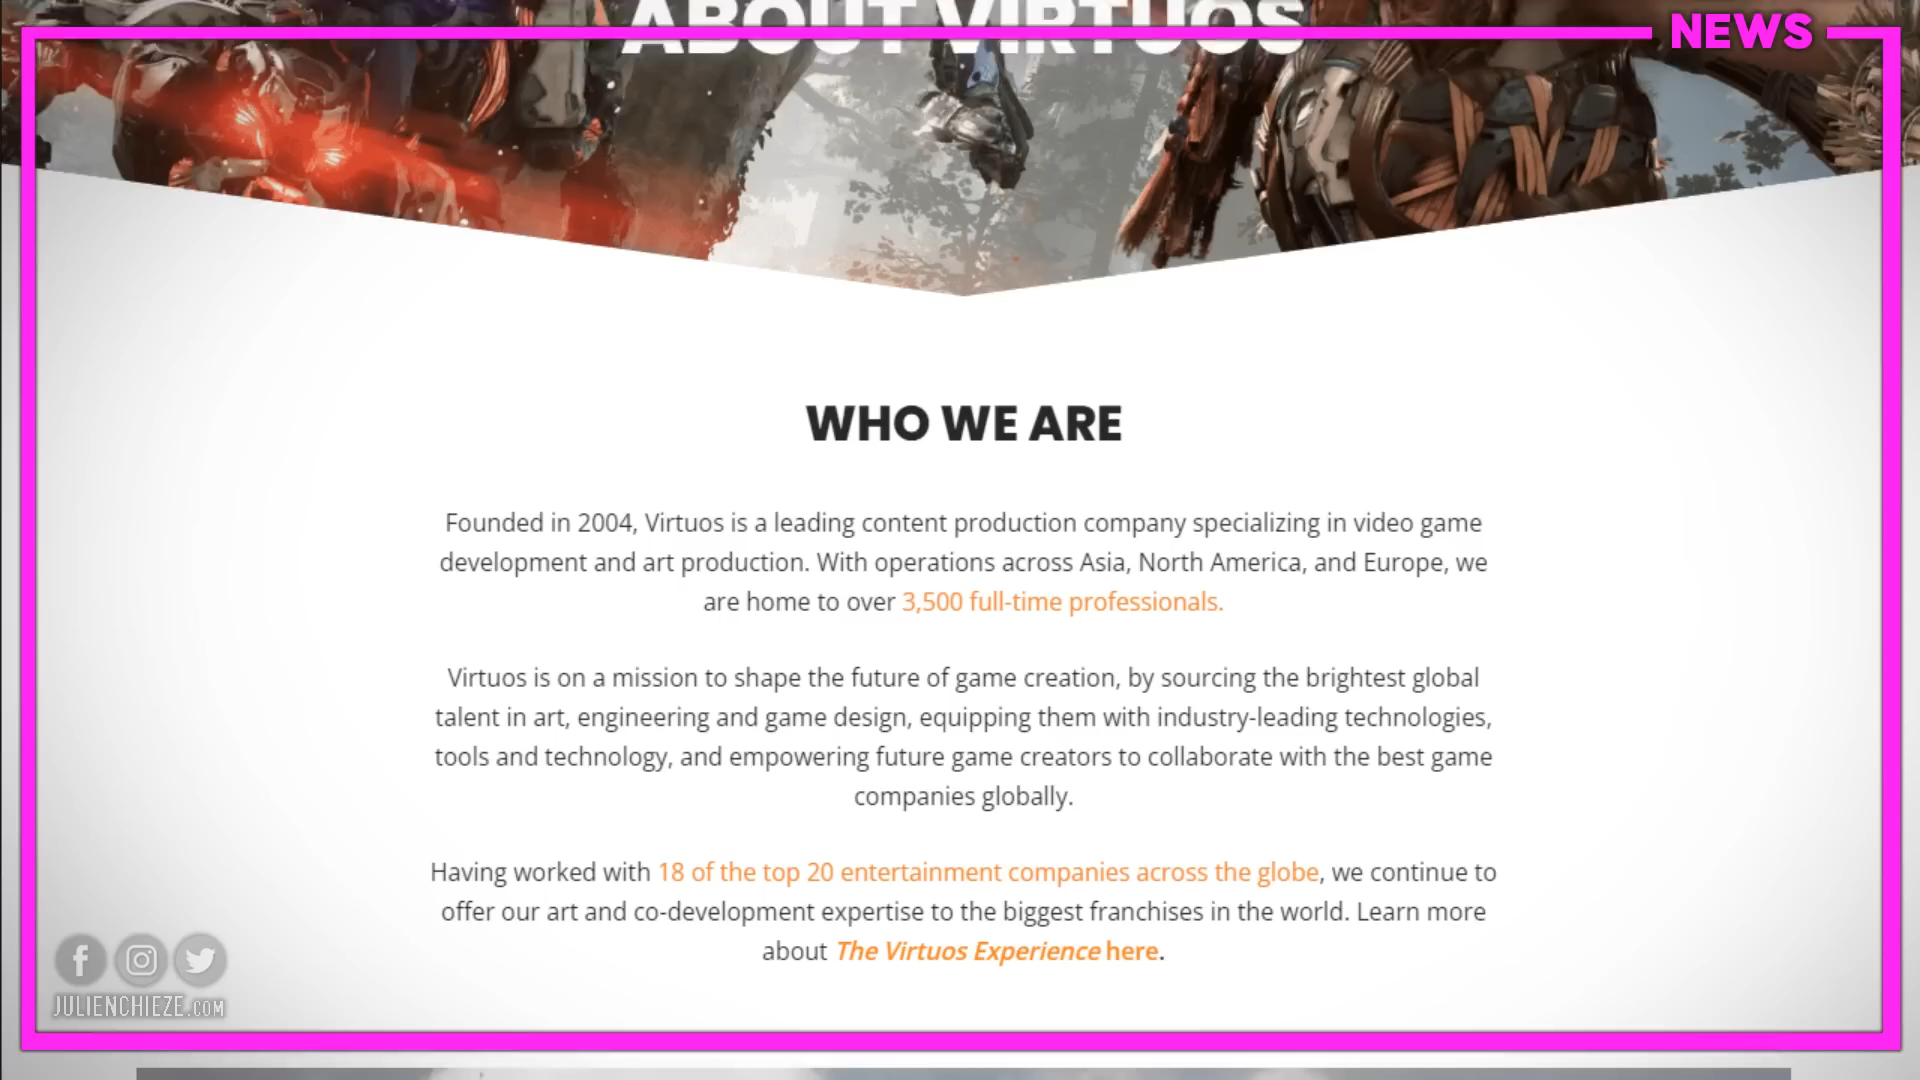 ABOUT VIRTUOS
NEWS
WHO WE ARE
Founded in 2004, Virtuos is a leading content production company specializing in video game
development and art production. With operations across Asia, North America, and Europe, we
are home to over 3,500 full-time professionals.
Virtuos is on a mission to shape the future of game creation, by sourcing the brightest global
talent in art, engineering and game design, equipping them with industry-leading technologies,
tools and technology, and empowering future game creators to collaborate with the best game
companies globally.
Having worked with 18 of the top 20 entertainment companies across the globe, we continue to
offer our art and co-development expertise to the biggest franchises in the world. Learn more
about The Virtuos Experience here.
JULIENCHIEZE.COM